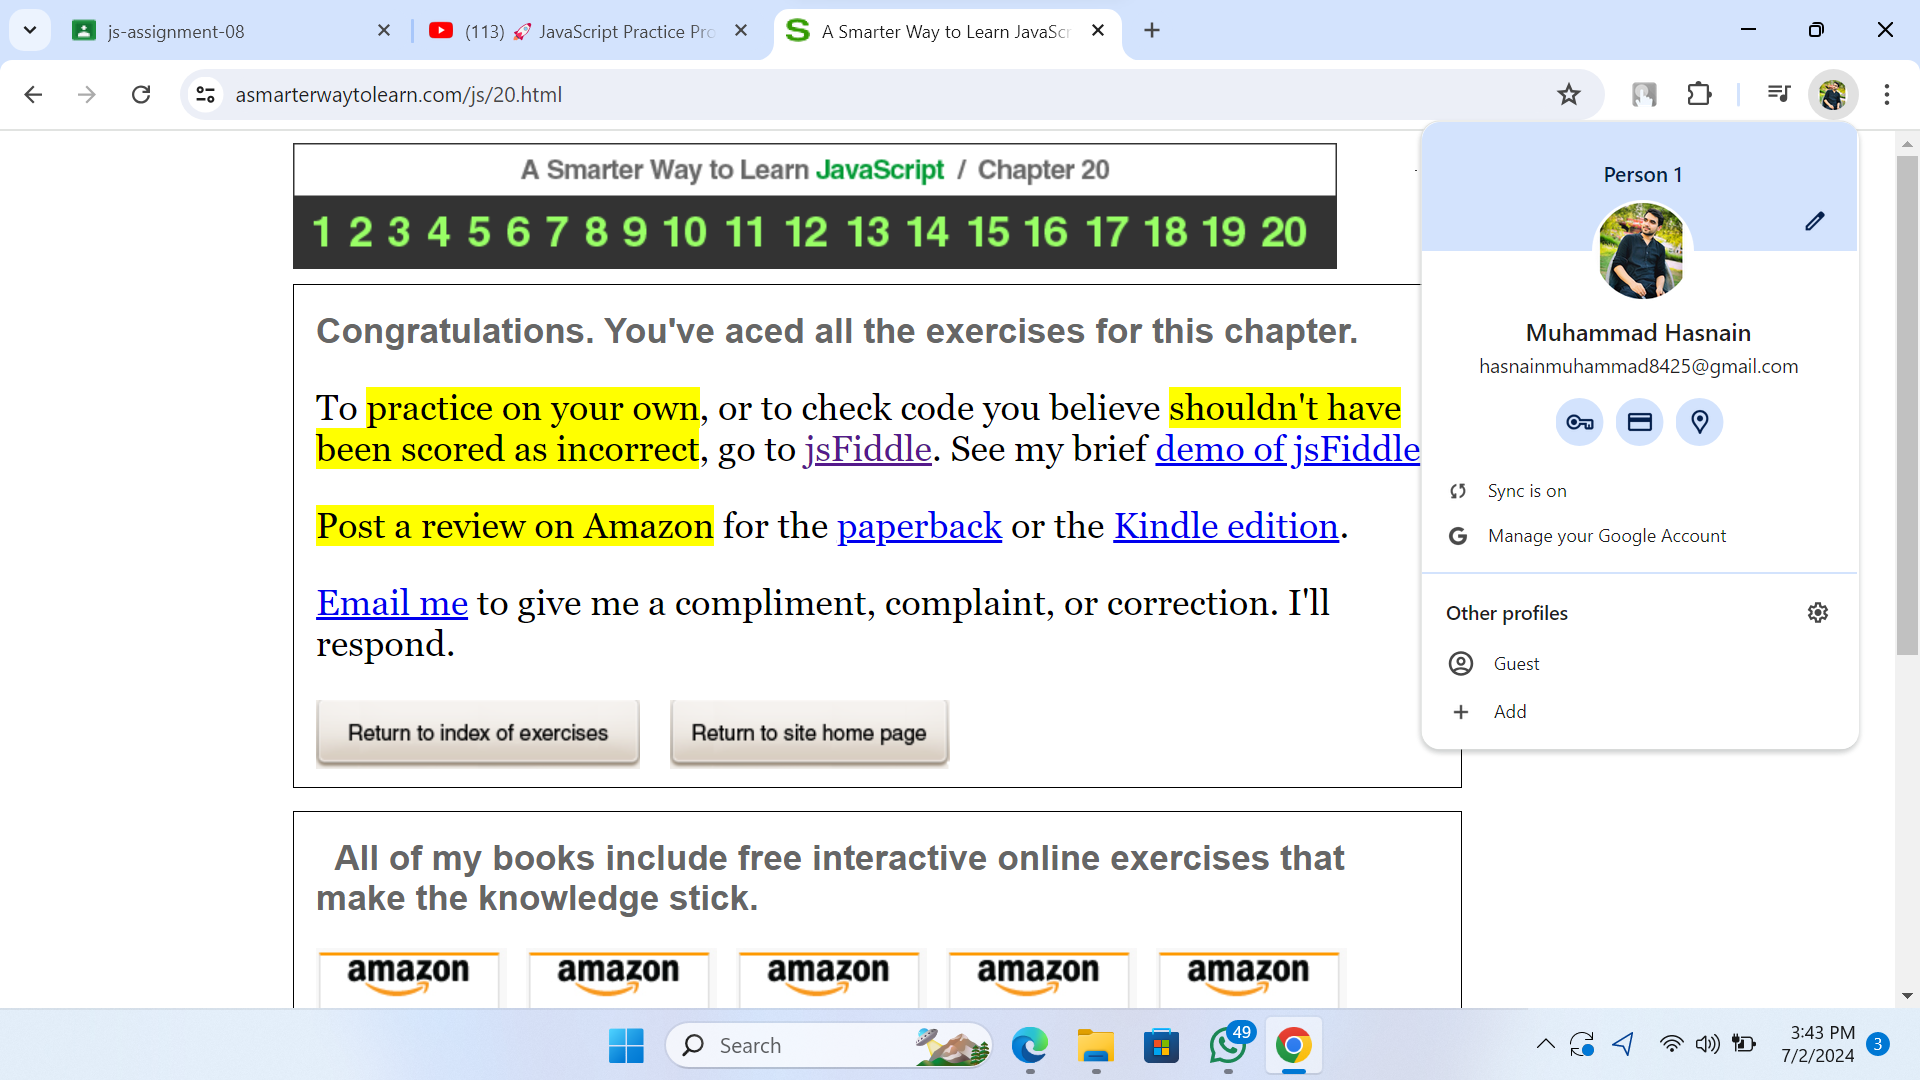 js-assignment-08
(113) 🚀 JavaScript Practice Pro
A Smarter Way to Learn JavaScr
asmarterwaytolearn.com/js/20.html
A Smarter Way to Learn JavaScript / Chapter 20
1 2 3 4 5 6 7 8 9 10 11 12 13 14 15 16 17 18 19 20
Congratulations. You've aced all the exercises for this chapter.
To practice on your own, or to check code you believe shouldn't have
been scored as incorrect, go to jsFiddle. See my brief demo of jsFiddle
Post a review on Amazon for the paperback or the Kindle edition.
Email me to give me a compliment, complaint, or correction. I'll
respond.
Return to index of exercises
Return to site home page
All of my books include free interactive online exercises that
make the knowledge stick.
amazon amazon amazon amazon amazon
Person 1
Muhammad Hasnain
hasnainmuhammad8425@gmail.com
Sync is on
Manage your Google Account
Other profiles
Guest
Add
Search
49
3:43 PM
7/2/2024
3